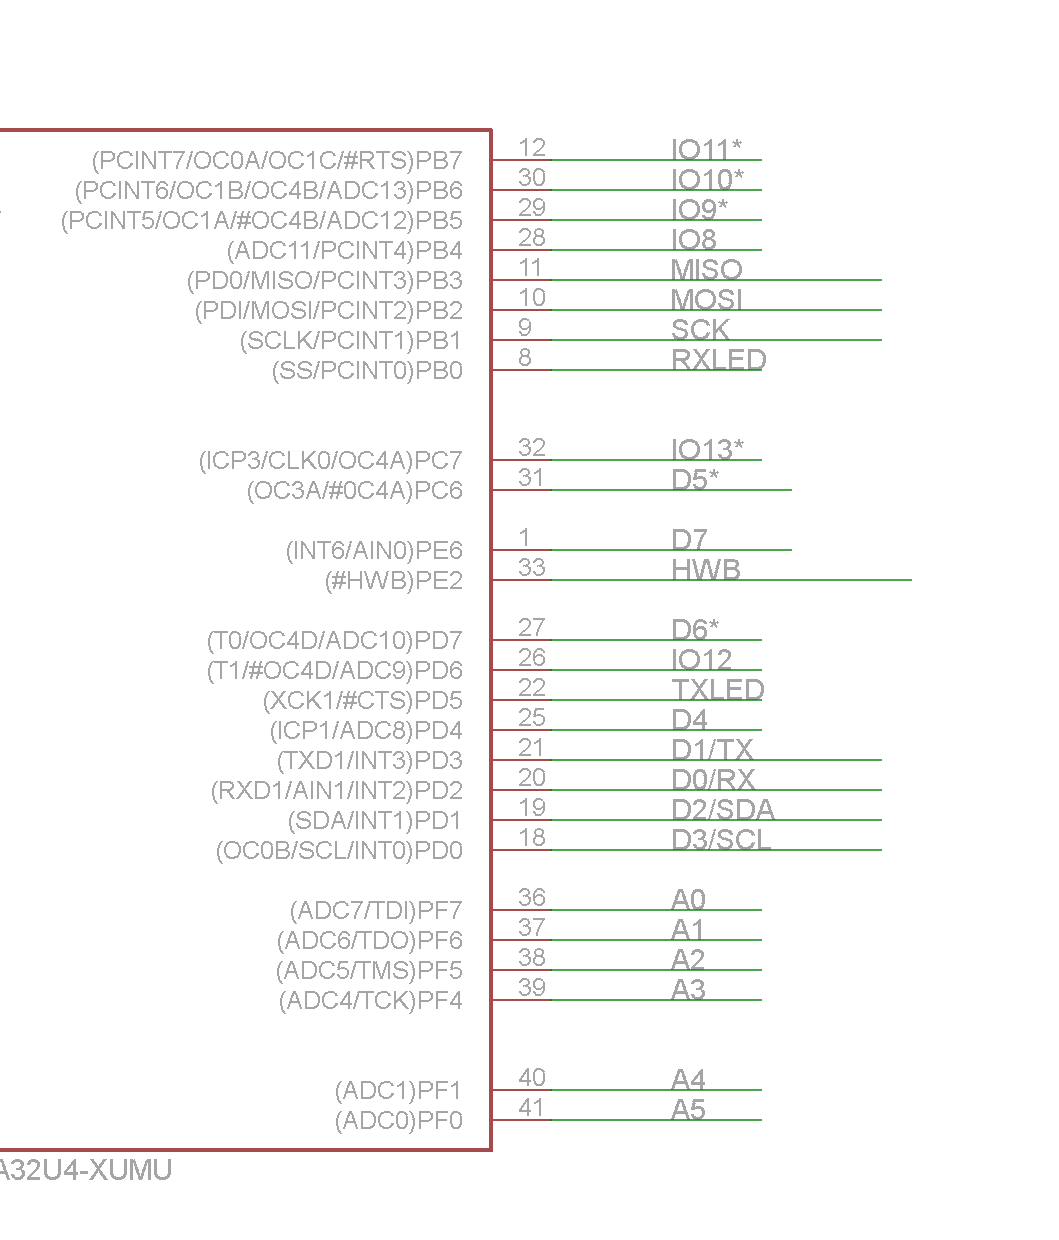 (PCINT7/OC0A/OC1C/#RTS)PB7 12 IO11*
(PCINT6/OC1B/OC4B/ADC13)PB6 30 IO10*
(PCINT5/OC1A/#OC4B/ADC12)PB5 29 IO9*
(ADC11/PCINT4)PB4 28 IO8
(PD0/MISO/PCINT3)PB3 11 MISO
(PDI/MOSI/PCINT2)PB2 10 MOSI
(SCLK/PCINT1)PB1 9 SCK
(SS/PCINT0)PB0 8 RXLED
(ICP3/CLK0/OC4A)PC7 32 IO13*
(OC3A/#0C4A)PC6 31 D5*
(INT6/AIN0)PE6 1 D7
(#HWB)PE2 33 HWB
(T0/OC4D/ADC10)PD7 27 D6*
(T1/#OC4D/ADC9)PD6 26 IO12
(XCK1/#CTS)PD5 22 TXLED
(ICP1/ADC8)PD4 25 D4
(TXD1/INT3)PD3 21 D1/TX
(RXD1/AIN1/INT2)PD2 20 D0/RX
(SDA/INT1)PD1 19 D2/SDA
(OC0B/SCL/INT0)PD0 18 D3/SCL
(ADC7/TDI)PF7 36 A0
(ADC6/TDO)PF6 37 A1
(ADC5/TMS)PF5 38 A2
(ADC4/TCK)PF4 39 A3
(ADC1)PF1 40 A4
(ADC0)PF0 41 A5
A32U4-XUMU